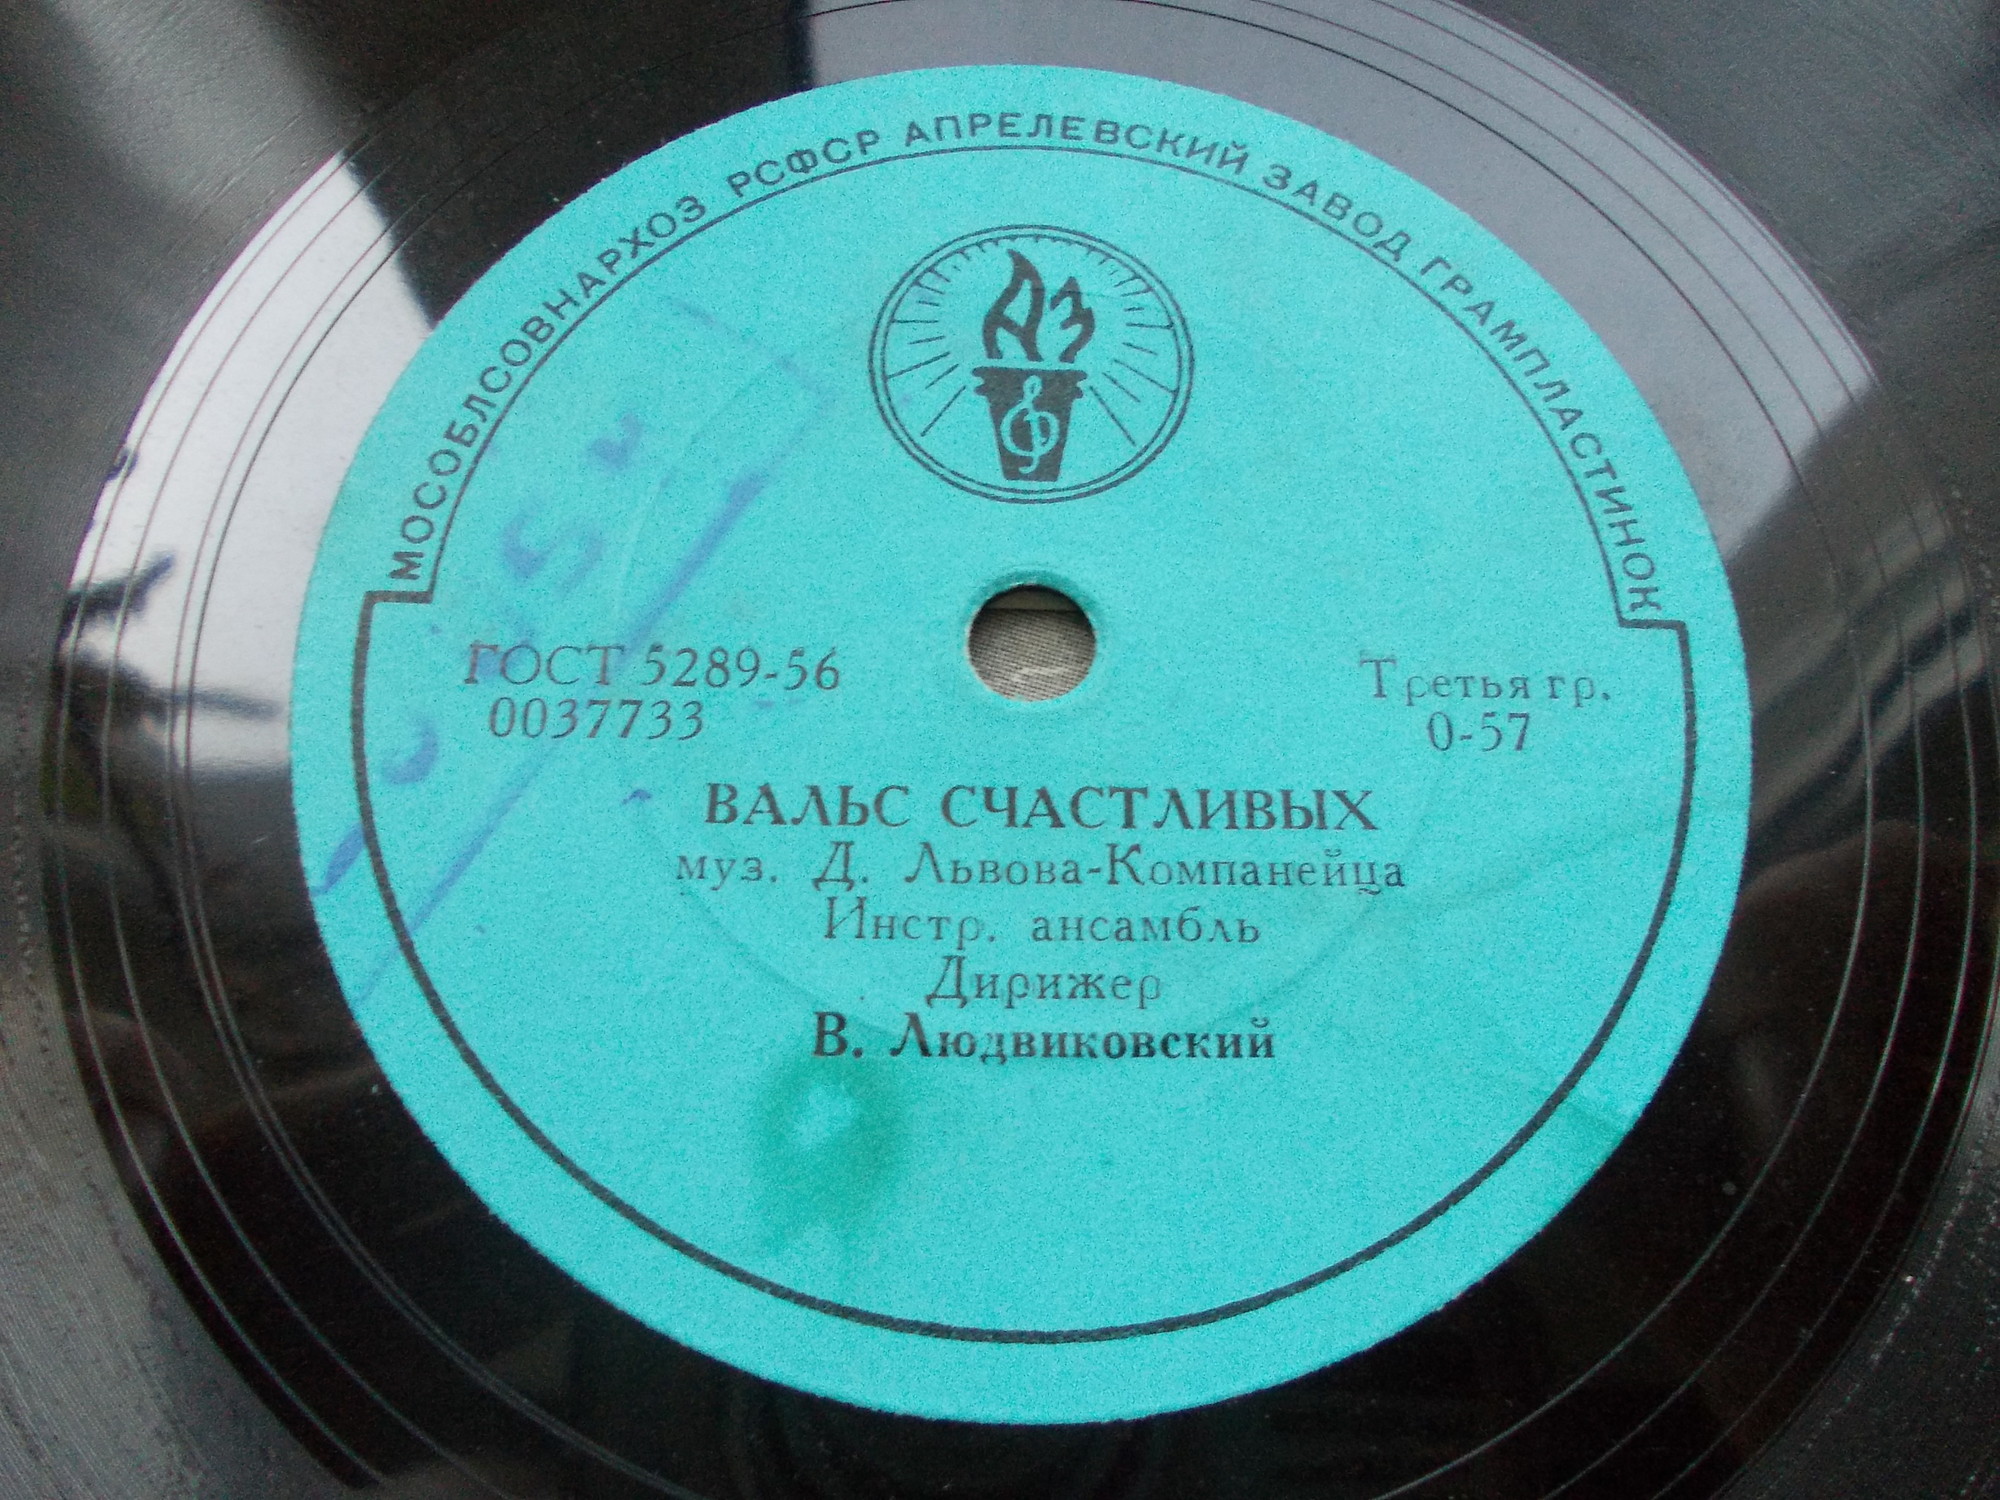 МОСОБЛСОВНАРХОЗ РСФСР АПРЕЛЕВСКИЙ ЗАВОД ГРАМПЛАСТИНОК
АЗ
ГОСТ 5289-56
0037733
Третья гр.
0-57
ВАЛЬС СЧАСТЛИВЫХ
муз. Д. Львова-Компанейца
Инстр. ансамбль
Дирижер
В. Людвиковский